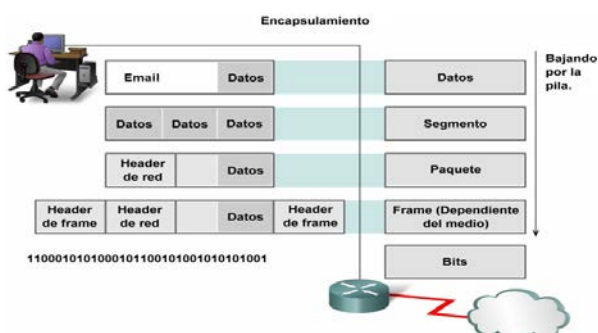 Encapsulamiento
Email Datos
Datos
Bajando
por la
pila.
Datos Datos Datos
Segmento
Header
de red
Datos
Paquete
Header
de frame
Header
de red
Datos
Header
de frame
Frame (Dependiente
del medio)
1100010101000101100101001010101001
Bits